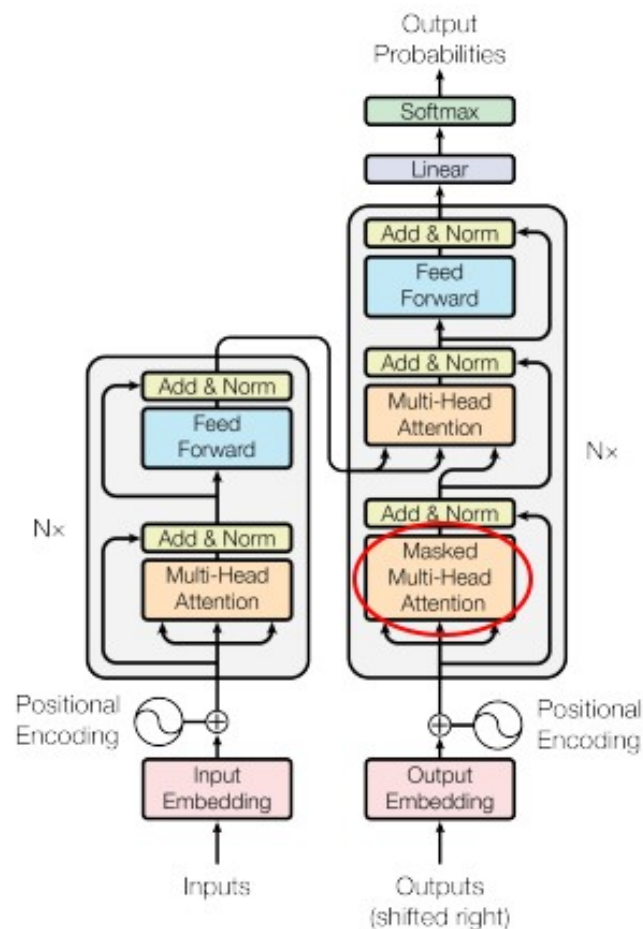 Output
Probabilities
Softmax
Linear
Add & Norm
Feed
Forward
Add & Norm
Multi-Head
Attention
Add & Norm
Masked
Multi-Head
Attention
Nx
Add & Norm
Feed
Forward
Add & Norm
Multi-Head
Attention
Nx
Positional
Encoding
Positional
Encoding
Input
Embedding
Output
Embedding
Inputs
Outputs
(shifted right)